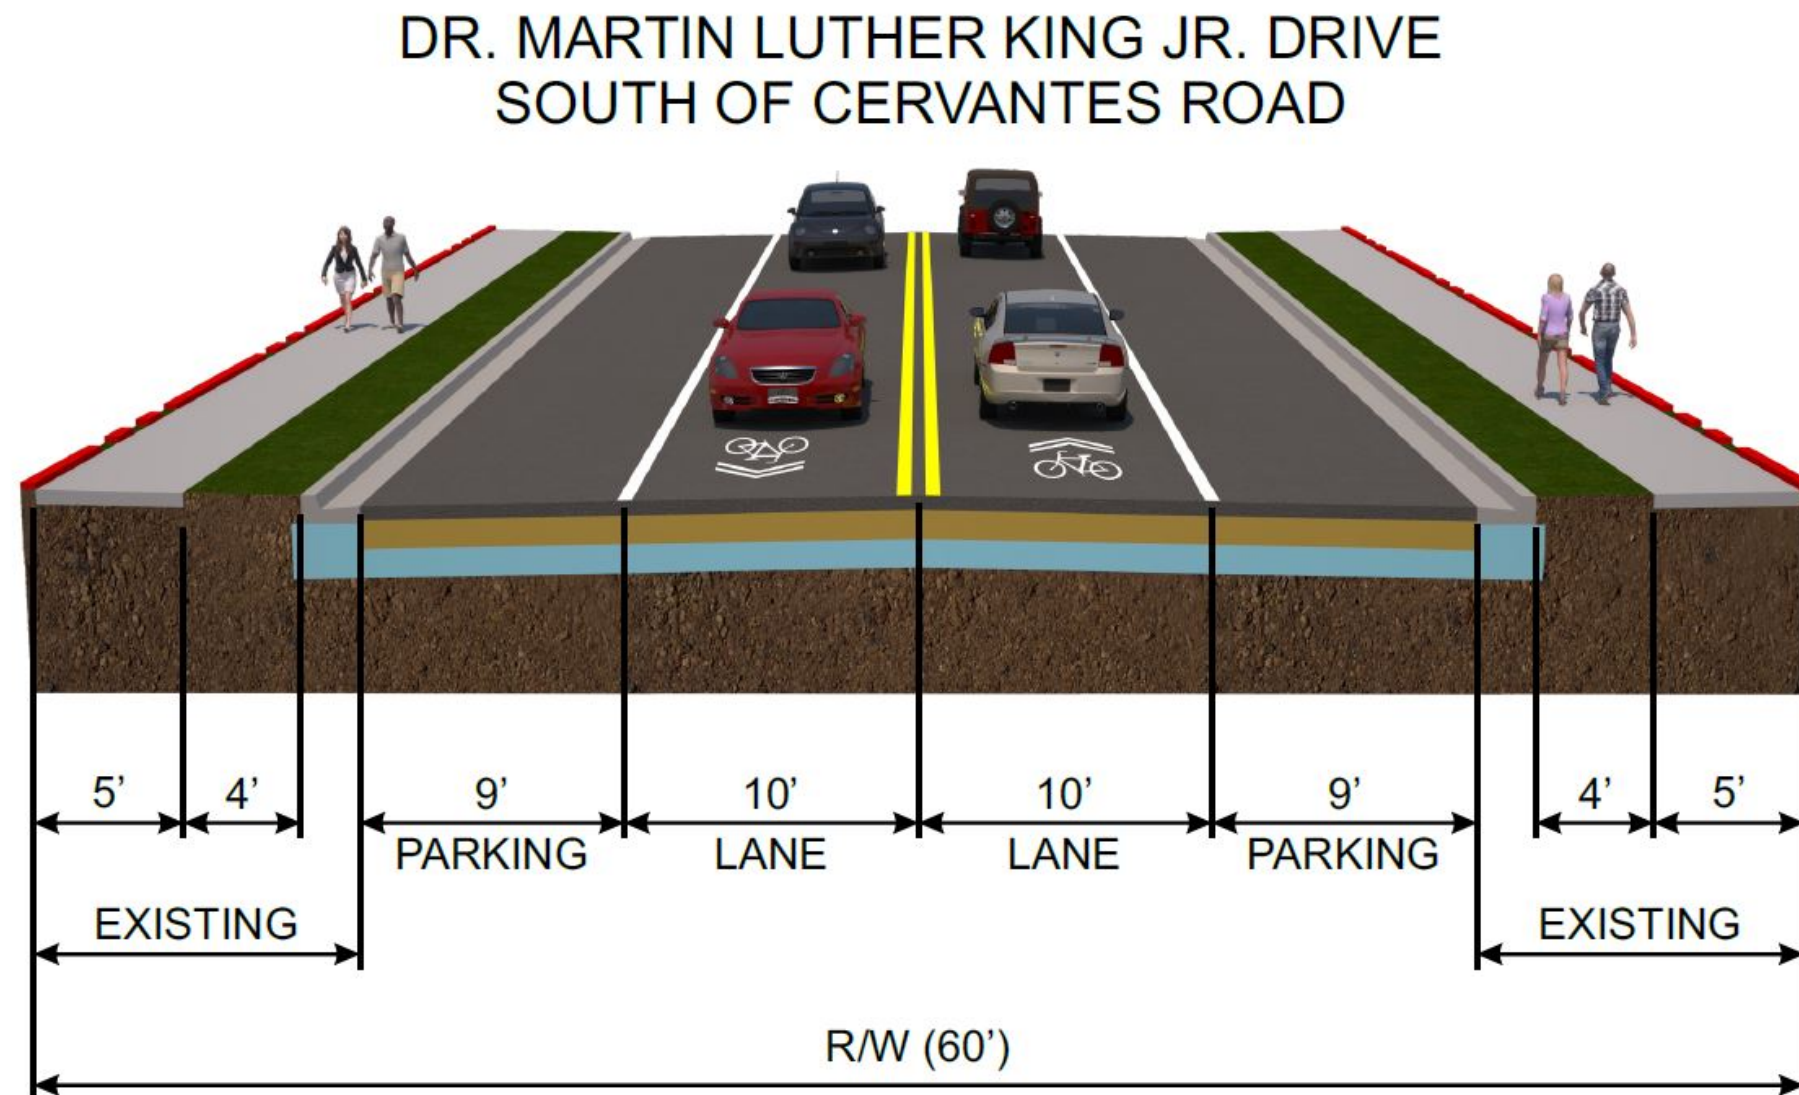 DR. MARTIN LUTHER KING JR. DRIVE
SOUTH OF CERVANTES ROAD
5’ 4’ 9’ 10’ 10’ 9’ 4’ 5’
PARKING LANE LANE PARKING
EXISTING EXISTING
R/W (60’)